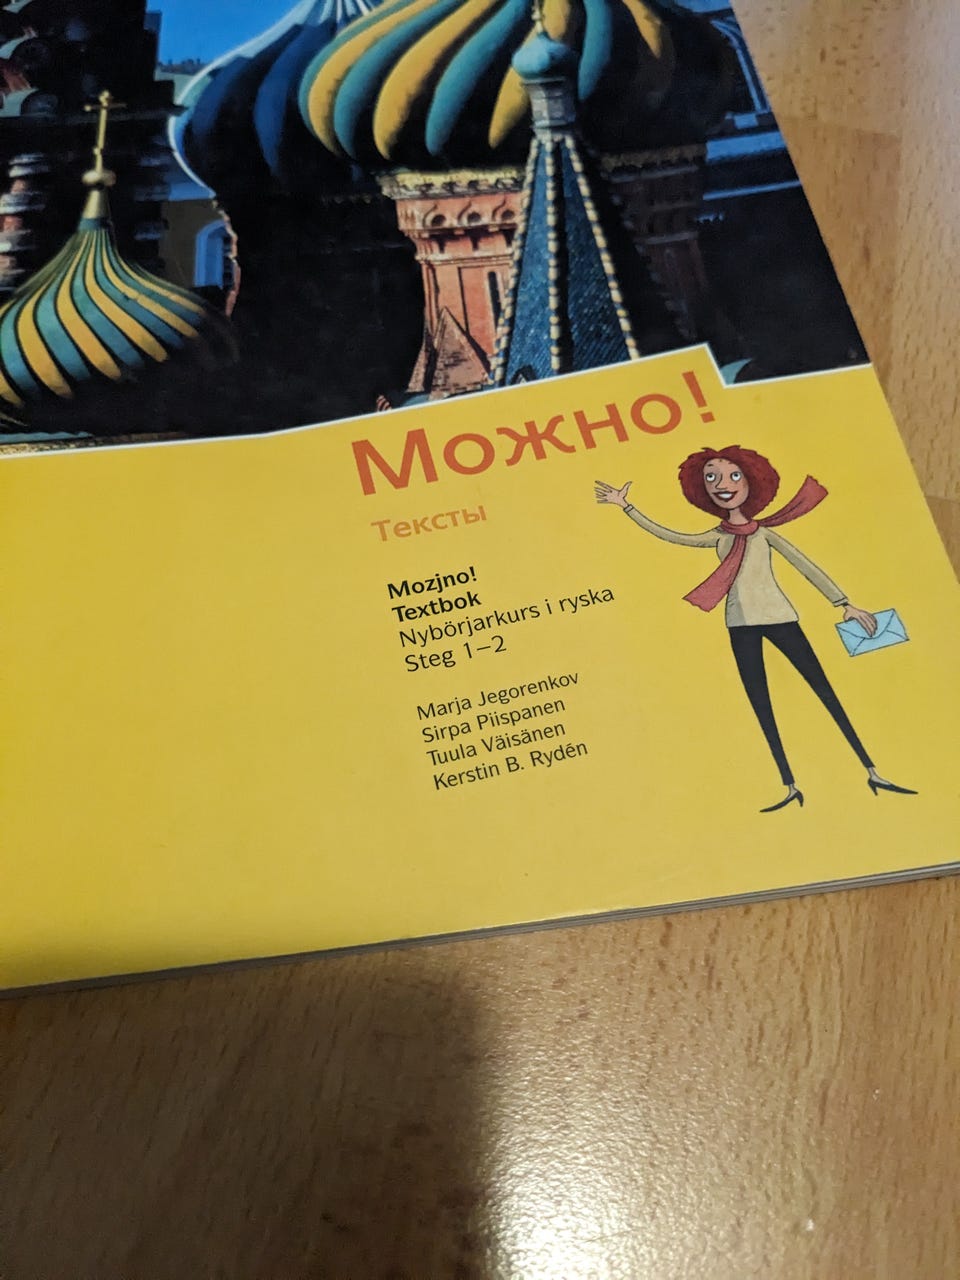 Можно!
Тексты
Mozjno!
Textbok
Nybörjarkurs i ryska
Steg 1–2
Marja Jegorenkov
Sirpa Piispanen
Tuula Väisänen
Kerstin B. Rydén